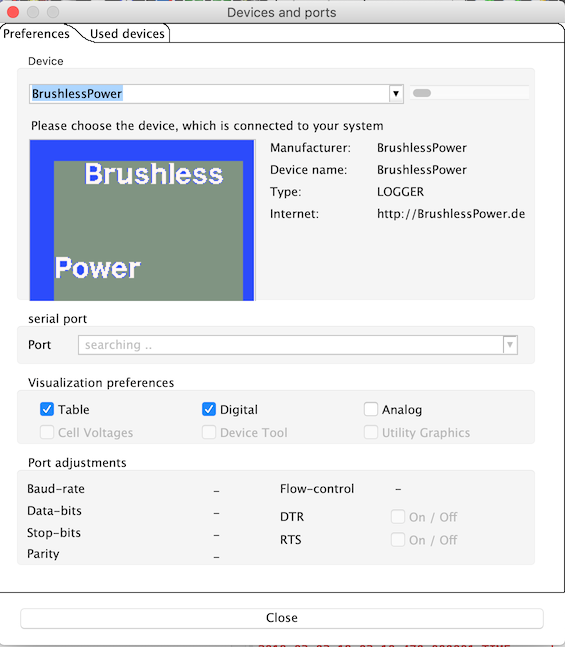 Devices and ports
Preferences
Used devices
Device
BrushlessPower
Please choose the device, which is connected to your system
Brushless
Power
Manufacturer: BrushlessPower
Device name: BrushlessPower
Type: LOGGER
Internet: http://BrushlessPower.de
serial port
Port searching ..
Visualization preferences
Table Digital Analog
Cell Voltages Device Tool Utility Graphics
Port adjustments
Baud-rate - Flow-control -
Data-bits -
DTR On / Off
Stop-bits -
RTS On / Off
Parity -
Close